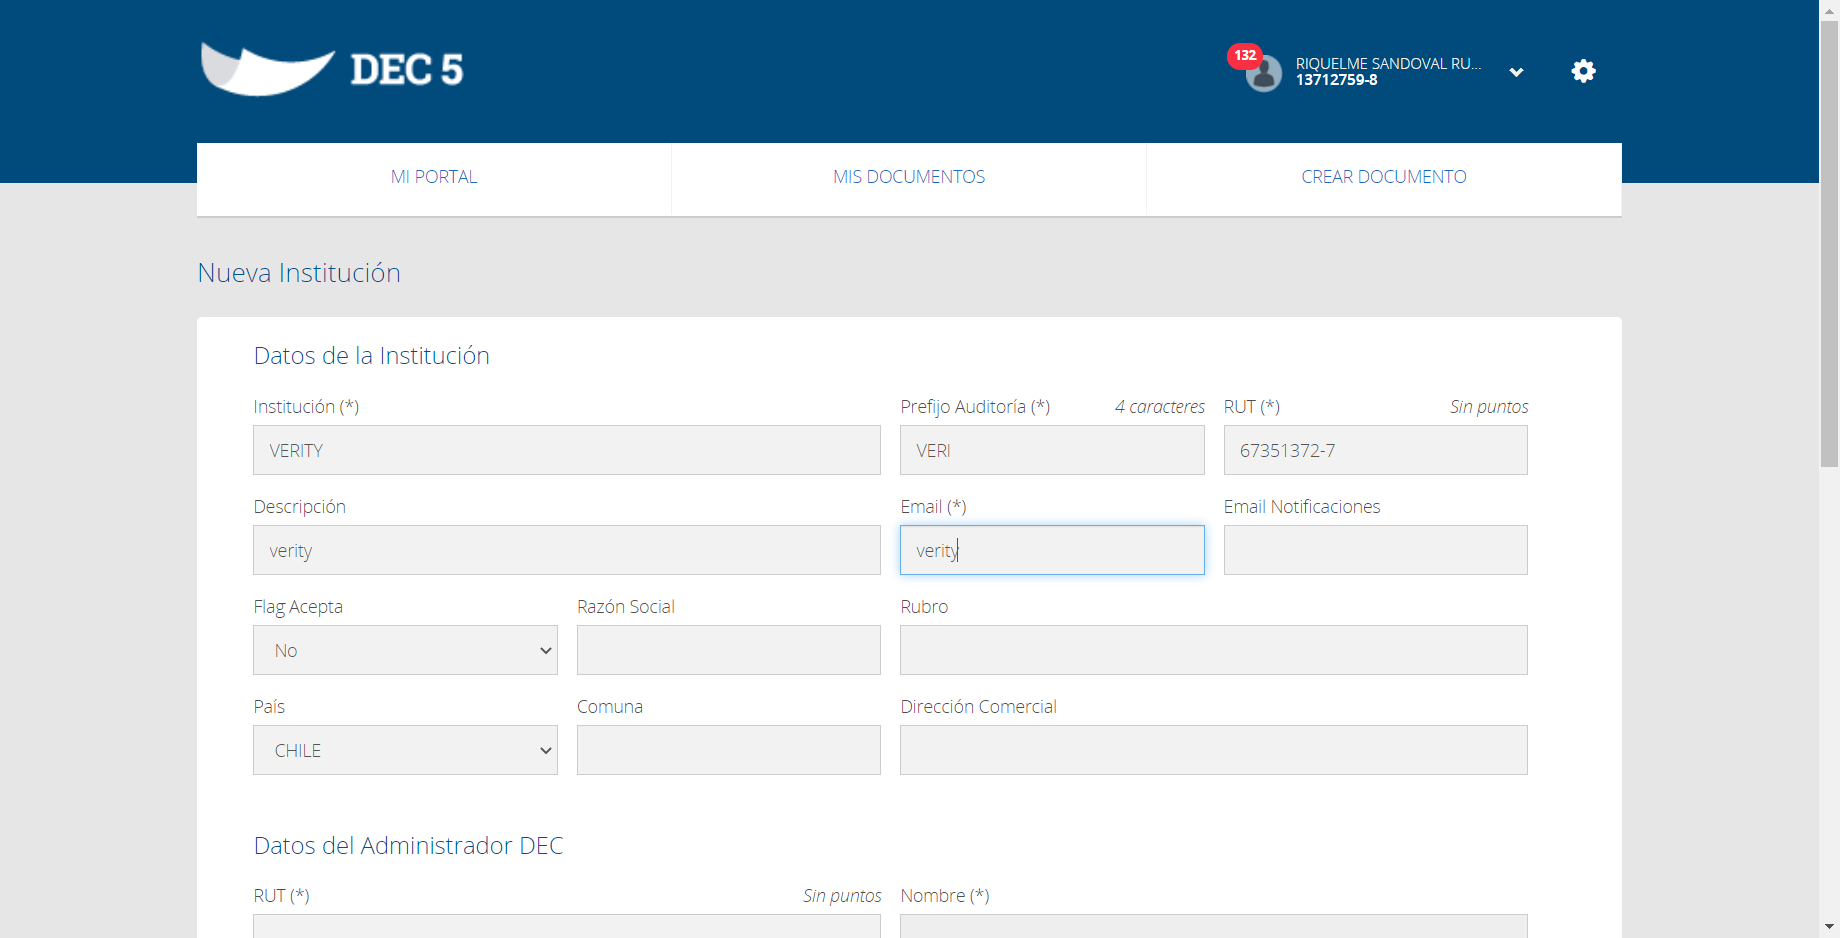 DEC 5
132
RIQUELME SANDOVAL RU...
13712759-8
MI PORTAL
MIS DOCUMENTOS
CREAR DOCUMENTO
Nueva Institución
Datos de la Institución
Institución (*)
Prefijo Auditoría (*) 4 caracteres
RUT (*) Sin puntos
VERITY
VERI
67351372-7
Descripción
Email (*)
Email Notificaciones
verity
verity
Flag Acepta
Razón Social
Rubro
No
País
Comuna
Dirección Comercial
CHILE
Datos del Administrador DEC
RUT (*) Sin puntos
Nombre (*)